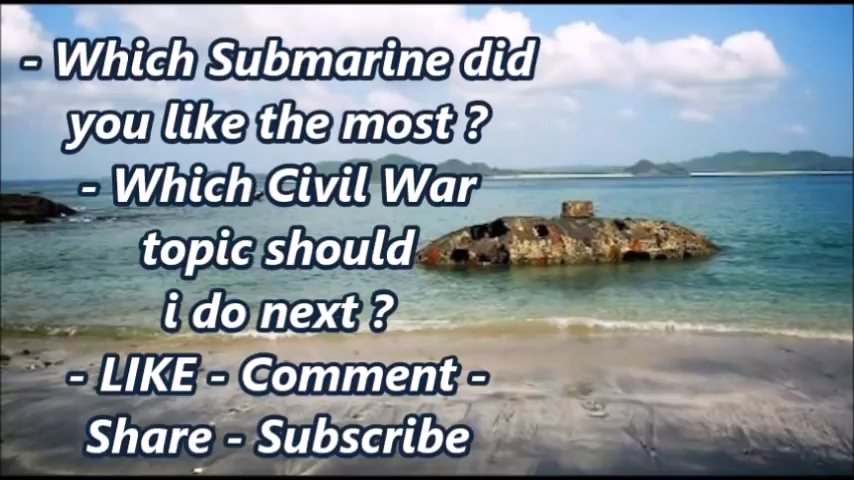 - Which Submarine did
you like the most ?
- Which Civil War
topic should
i do next ?
- LIKE - Comment -
Share - Subscribe